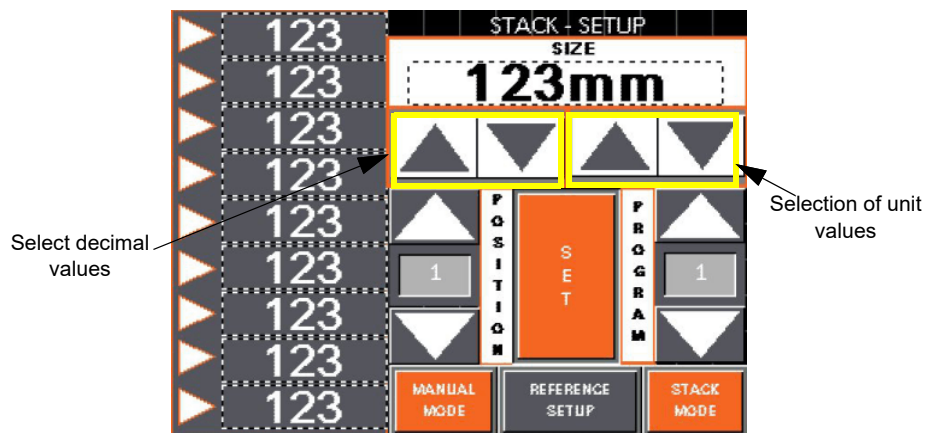 STACK - SETUP
SIZE
123mm
123
123
123
123
123
123
123
123
123
Select decimal
values
Selection of unit
values
POSITION
1
SET
PROGRAM
1
MANUAL
MODE
REFERENCE
SETUP
STACK
MODE